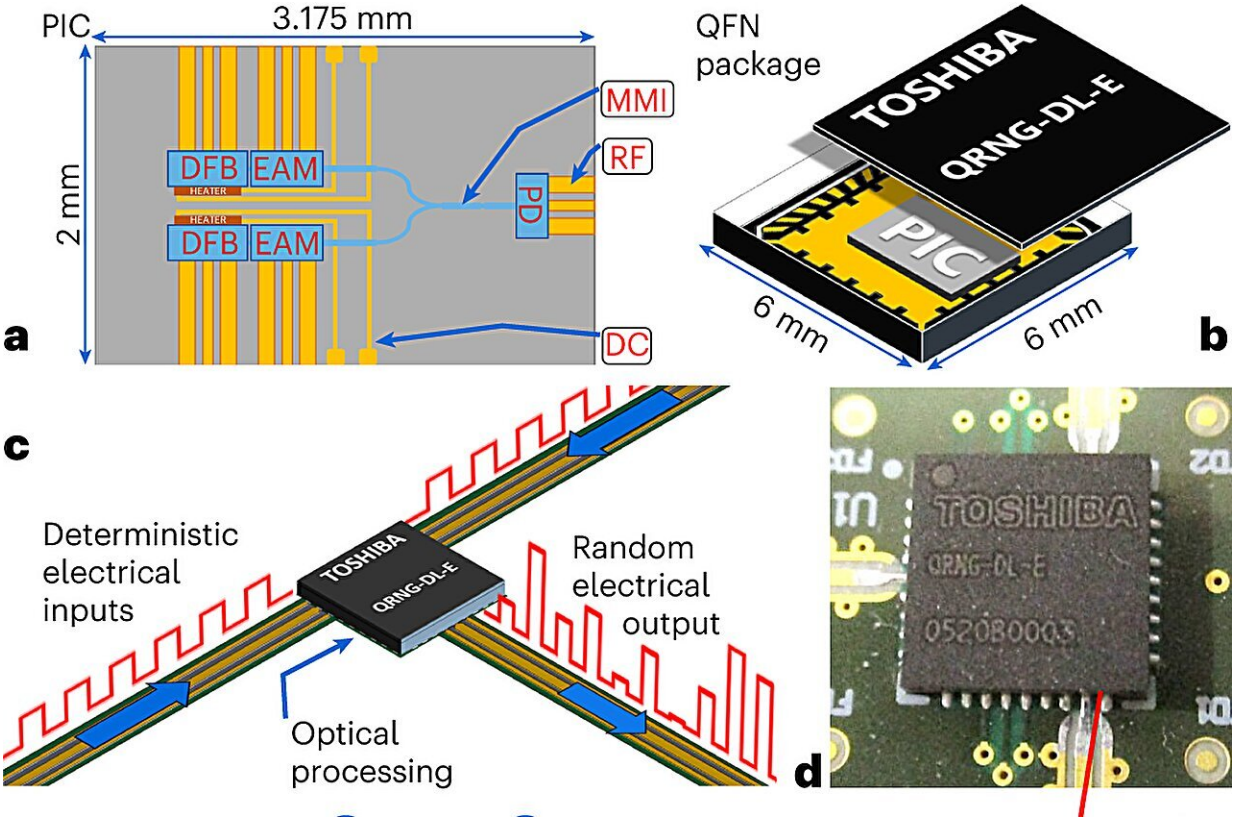 PIC
3.175 mm
2 mm
DFB
EAM
HEATER
HEATER
DFB
EAM
PD
MMI
RF
DC
a
QFN
package
TOSHIBA
QRNG-DL-E
PIC
6 mm
6 mm
b
c
Deterministic
electrical
inputs
TOSHIBA
QRNG-DL-E
Random
electrical
output
Optical
processing
d
U1
TOSHIBA
QRNG-DL-E
0520B0003